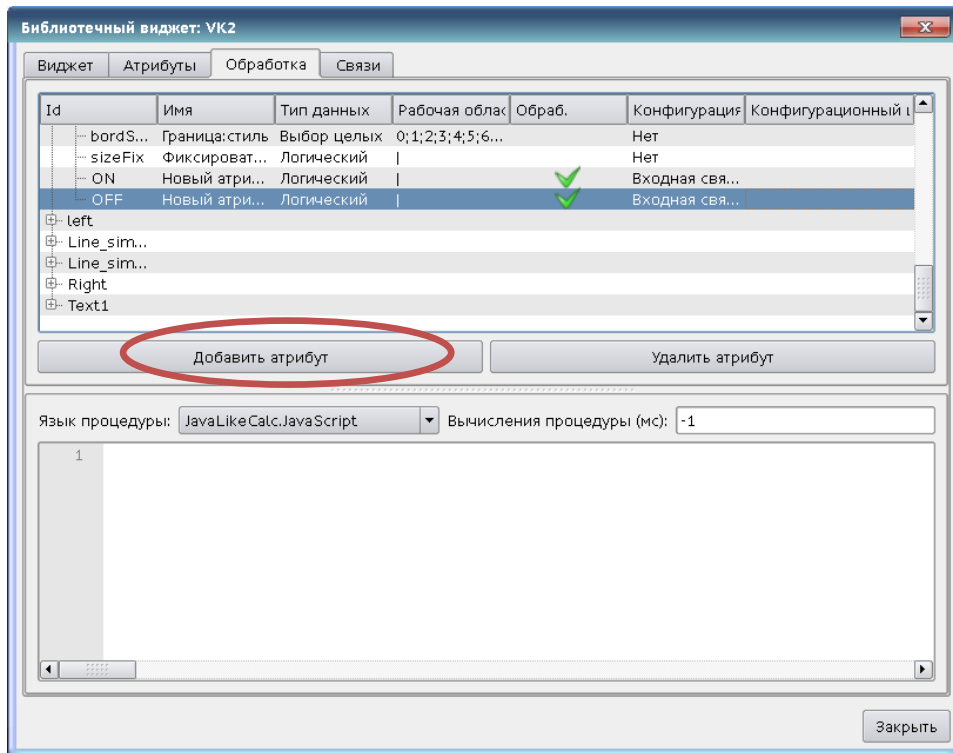 Библиотечный виджет: VK2
Виджет Атрибуты Обработка Связи
Id Имя Тип данных Рабочая облас Обраб. Конфигурация Конфигурационный ц
bordS... Граница:стиль Выбор целых 0;1;2;3;4;5;6... Нет
sizeFix Фиксироват... Логический | Нет
ON Новый атри... Логический | Входная свя...
OFF Новый атри... Логический | Входная свя...
left
Line_sim...
Line_sim...
Right
Text1
Добавить атрибут Удалить атрибут
Язык процедуры: JavaLikeCalc.JavaScript Вычисления процедуры (мс): -1
1
Закрыть